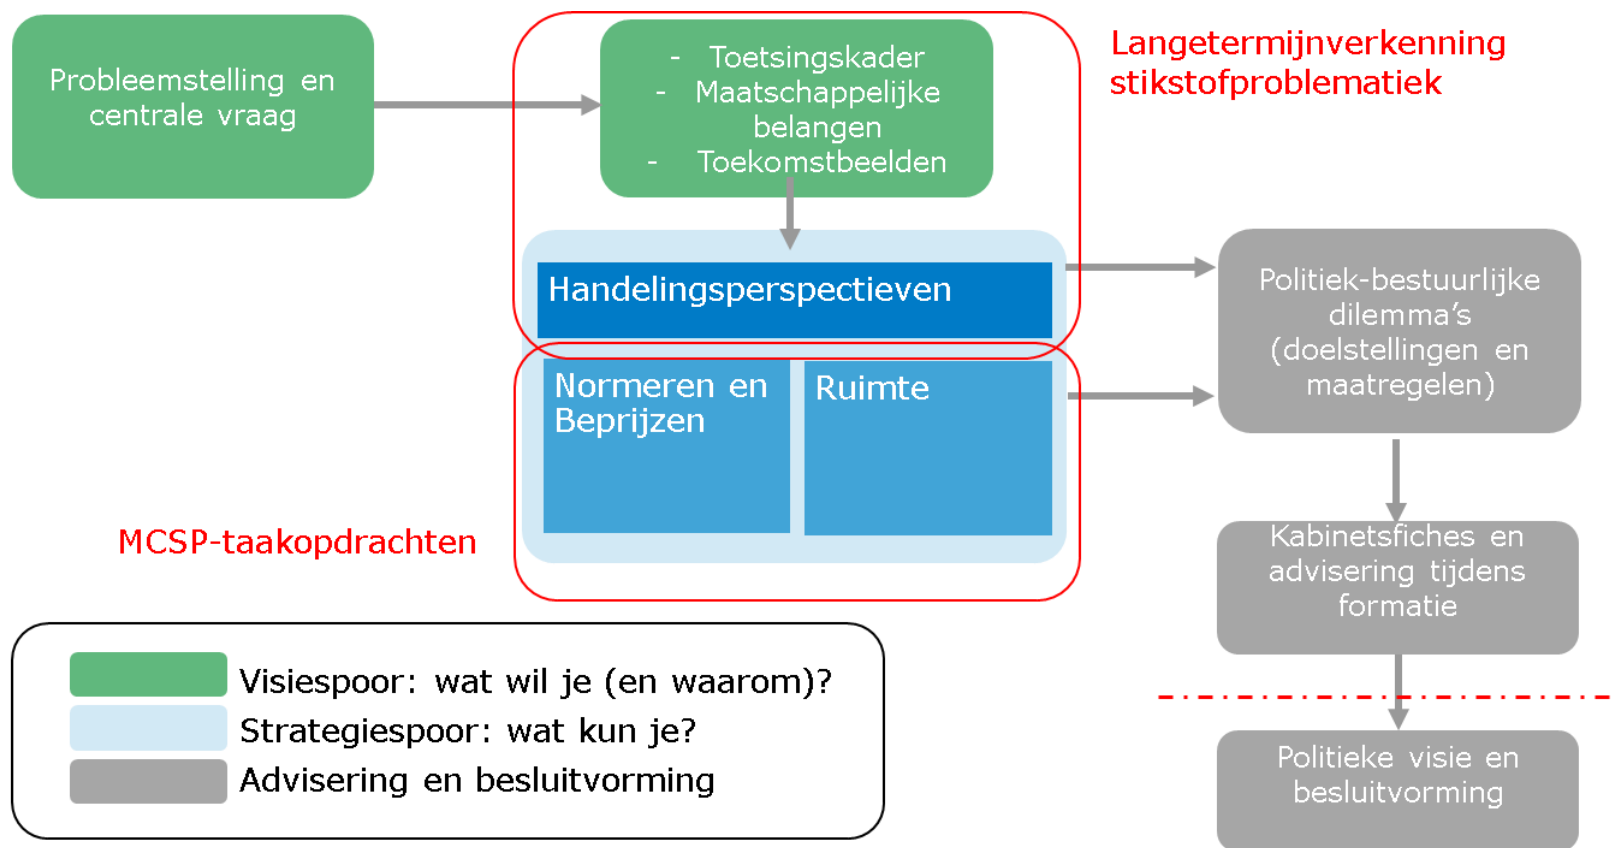 Probleemstelling en
centrale vraag
- Toetsingskader
- Maatschappelijke
belangen
- Toekomstbeelden
Langetermijnverkenning
stikstofproblematiek
Handelingsperspectieven
Normeren en
Beprijzen
Ruimte
Politiek-bestuurlijke
dilemma’s
(doelstellingen en
maatregelen)
MCSP-taakopdrachten
Kabinetsfiches en
advisering tijdens
formatie
Politieke visie en
besluitvorming
Visiespoor: wat wil je (en waarom)?
Strategiespoor: wat kun je?
Advisering en besluitvorming